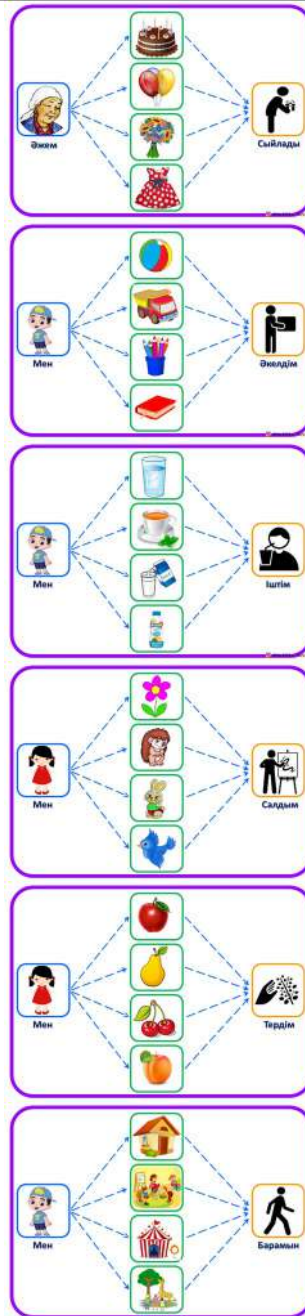 Әжем
Сыйлады
Мен
Әкелдім
Мен
Іштім
Мен
Салдым
Мен
Тердім
Мен
Барамын